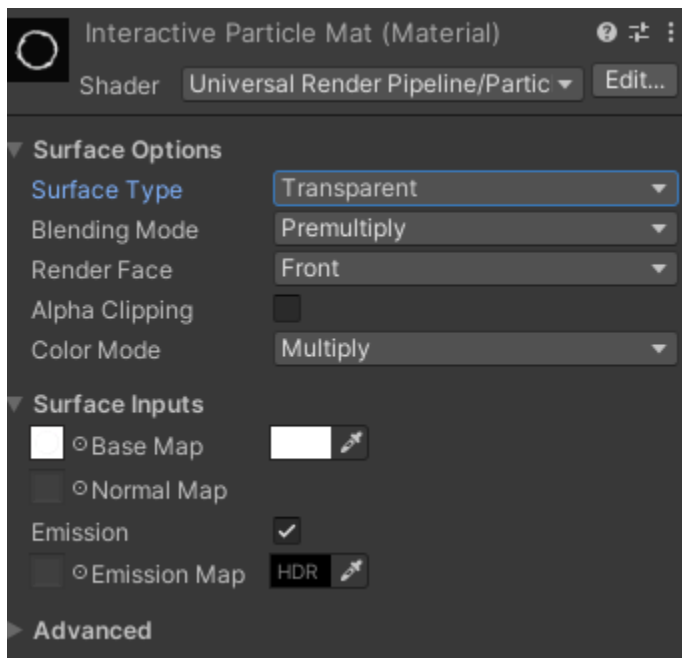 Interactive Particle Mat (Material)
Shader Universal Render Pipeline/Partic Edit...
Surface Options
Surface Type Transparent
Blending Mode Premultiply
Render Face Front
Alpha Clipping
Color Mode Multiply
Surface Inputs
Base Map
Normal Map
Emission
Emission Map HDR
Advanced